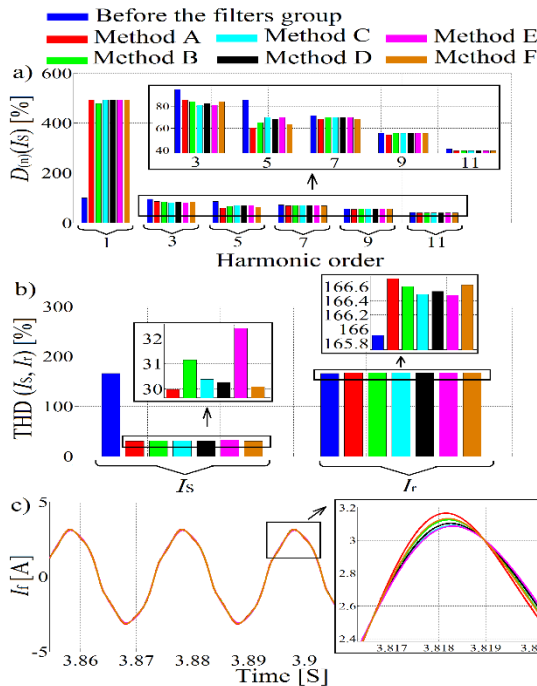 Before the filters group
Method A Method C Method E
Method B Method D Method F
a)
D(n)(IS) [%]
600
400
200
0
80
60
40
3 5 7 9 11
1 3 5 7 9 11
Harmonic order
b)
THD (IS, If) [%]
300
200
100
0
32
31
30
166.6
166.4
166.2
166
165.8
IS If
c)
If [A]
5
0
-5
3.86 3.87 3.88 3.89 3.9
Time [S]
3.2
3
2.8
2.6
2.4
3.817 3.818 3.819